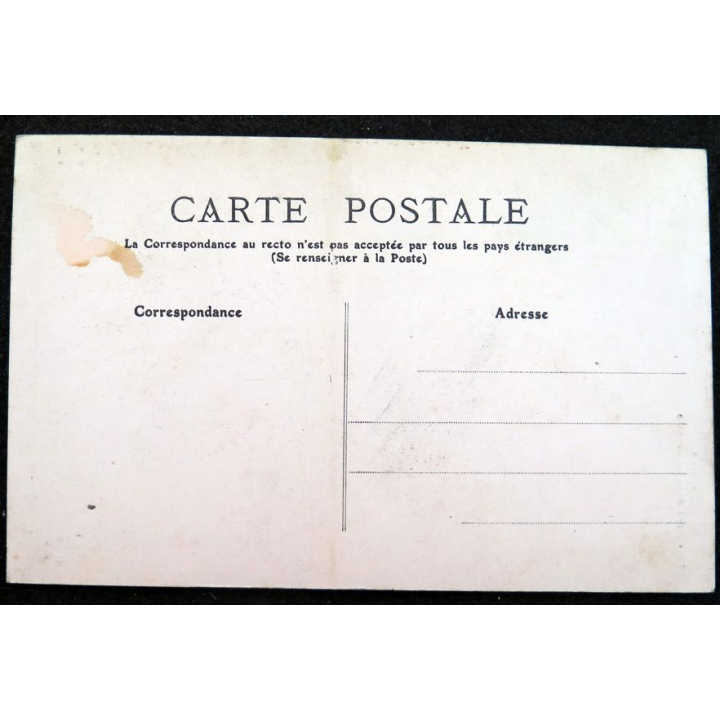 CARTE POSTALE
La Correspondance au recto n'est pas acceptée par tous les pays étrangers
(Se renseigner à la Poste)
Correspondance
Adresse